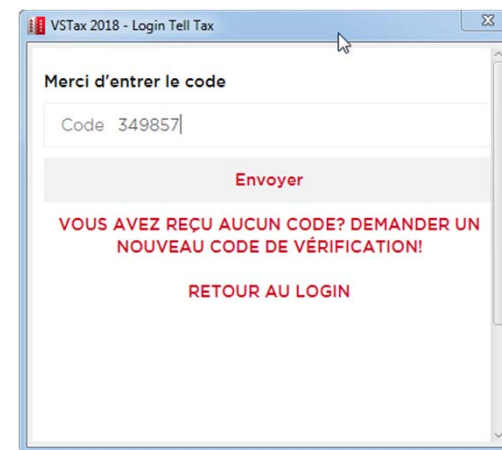 VSTax 2018 - Login Tell Tax
Merci d'entrer le code
Code 349857
Envoyer
VOUS AVEZ REÇU AUCUN CODE? DEMANDER UN
NOUVEAU CODE DE VÉRIFICATION!
RETOUR AU LOGIN